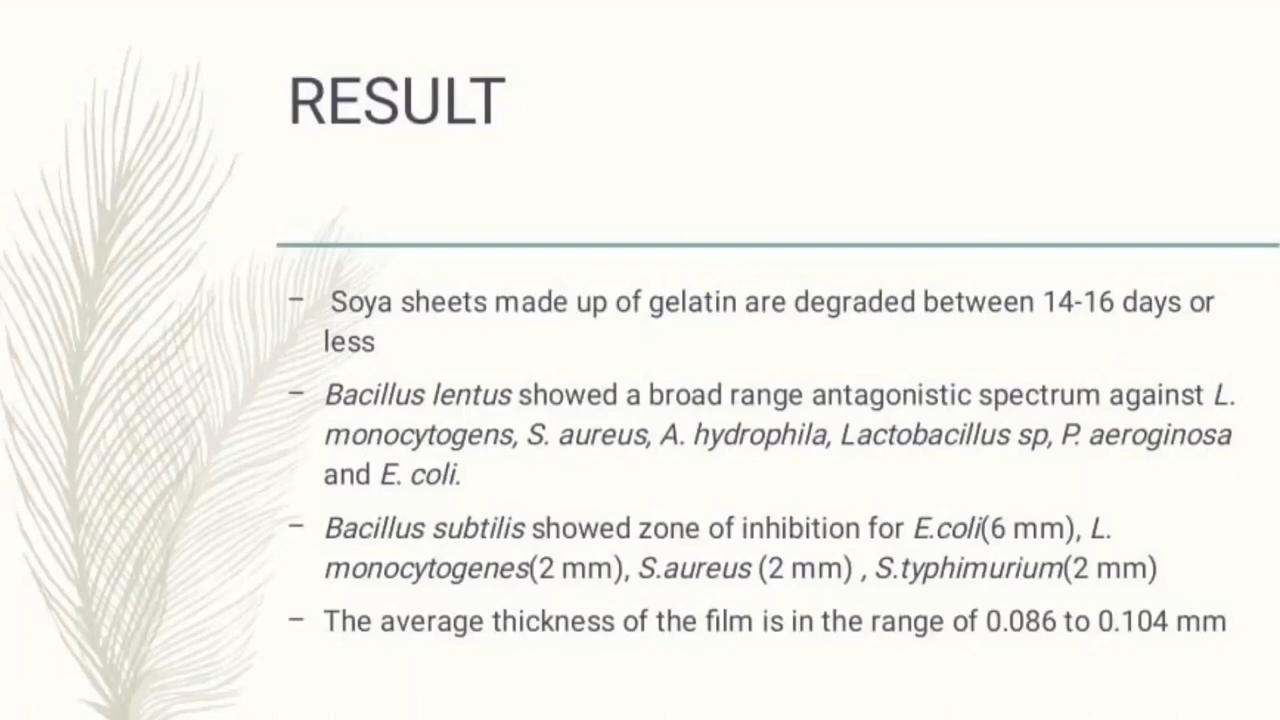 RESULT
– Soya sheets made up of gelatin are degraded between 14-16 days or
less
– Bacillus lentus showed a broad range antagonistic spectrum against L.
monocytogens, S. aureus, A. hydrophila, Lactobacillus sp, P. aeroginosa
and E. coli.
– Bacillus subtilis showed zone of inhibition for E.coli(6 mm), L.
monocytogenes(2 mm), S.aureus (2 mm) , S.typhimurium(2 mm)
– The average thickness of the film is in the range of 0.086 to 0.104 mm